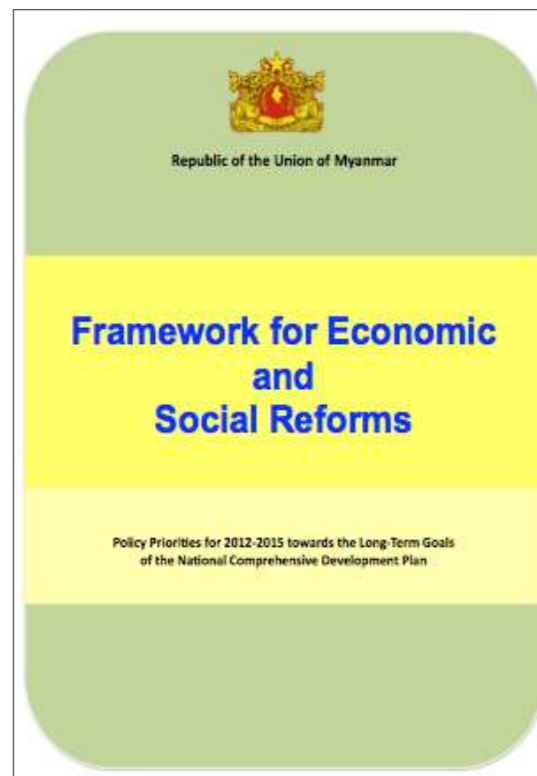 Republic of the Union of Myanmar
Framework for Economic
and
Social Reforms
Policy Priorities for 2012-2015 towards the Long-Term Goals
of the National Comprehensive Development Plan